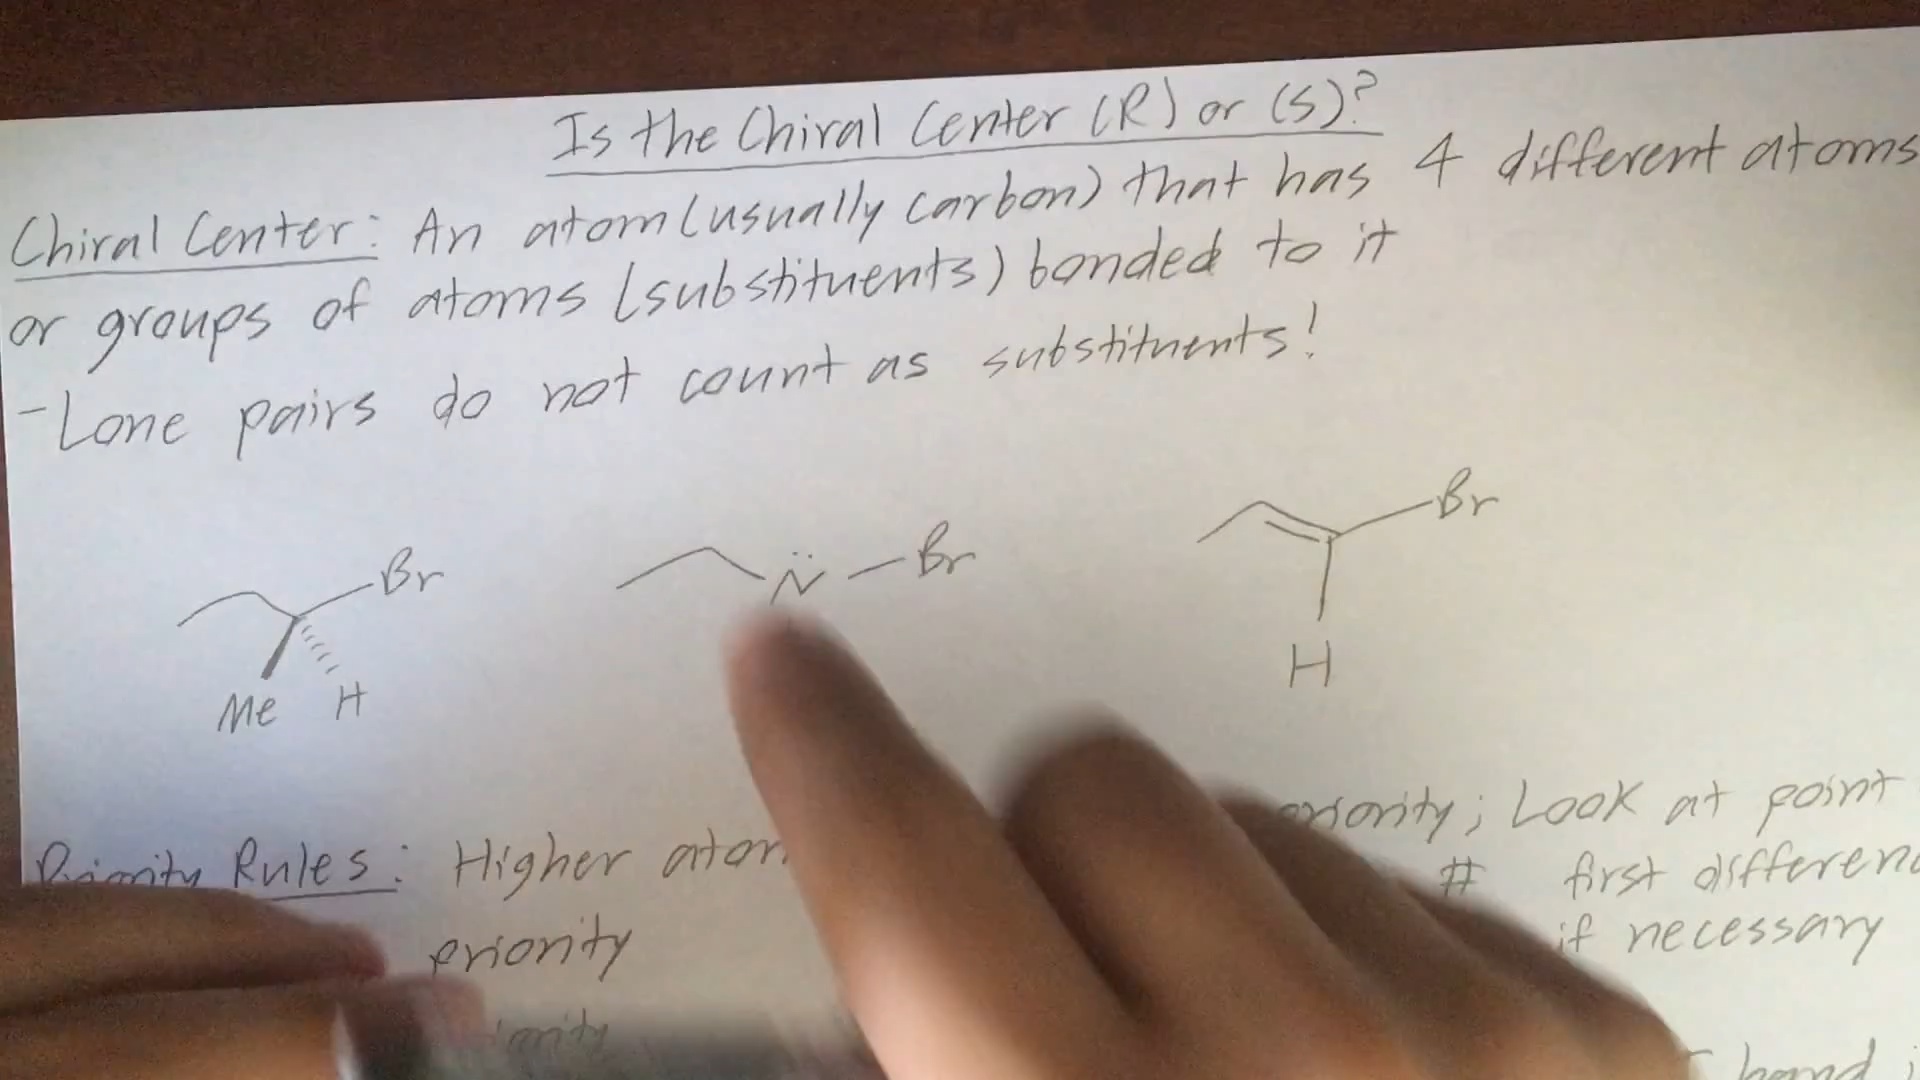 Is the Chiral Center (R) or (S)?
Chiral Center: An atom (usually carbon) that has 4 different atoms
or groups of atoms (substituents) bonded to it
- Lone pairs do not count as substituents!
Br
Me H
N̈ - Br
Br
H
Priority Rules: Higher priority; Look at point
# first
priority if necessary
bond